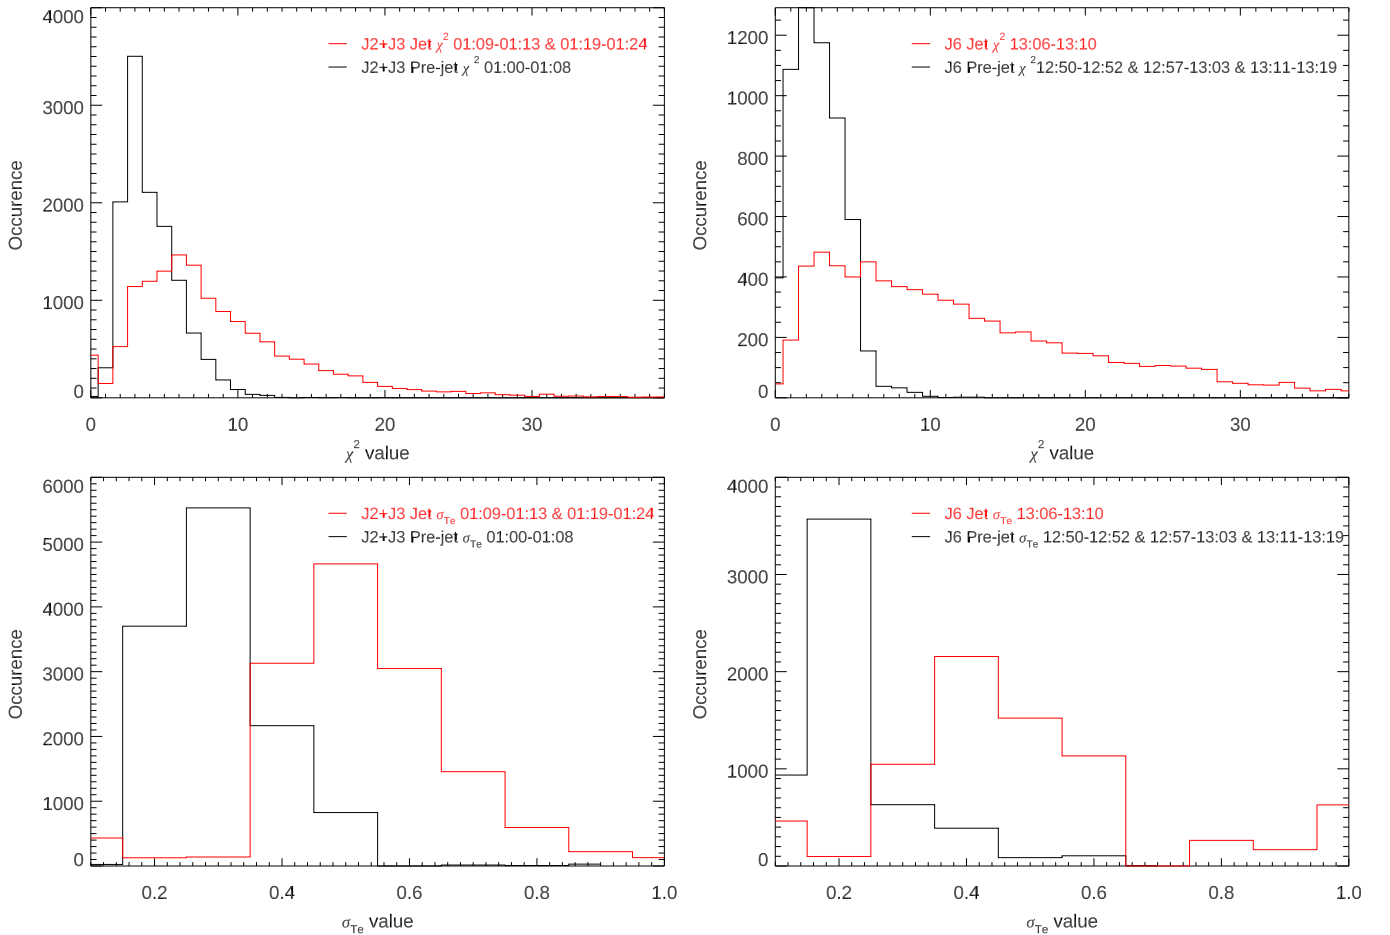 4000
3000
2000
1000
0
0
10
20
30
Occurence
χ² value
J2+J3 Jet χ² 01:09-01:13 & 01:19-01:24
J2+J3 Pre-jet χ² 01:00-01:08
1200
1000
800
600
400
200
0
0
10
20
30
Occurence
χ² value
J6 Jet χ² 13:06-13:10
J6 Pre-jet χ² 12:50-12:52 & 12:57-13:03 & 13:11-13:19
6000
5000
4000
3000
2000
1000
0
0.2
0.4
0.6
0.8
1.0
Occurence
σTe value
J2+J3 Jet σTe 01:09-01:13 & 01:19-01:24
J2+J3 Pre-jet σTe 01:00-01:08
4000
3000
2000
1000
0
0.2
0.4
0.6
0.8
1.0
Occurence
σTe value
J6 Jet σTe 13:06-13:10
J6 Pre-jet σTe 12:50-12:52 & 12:57-13:03 & 13:11-13:19